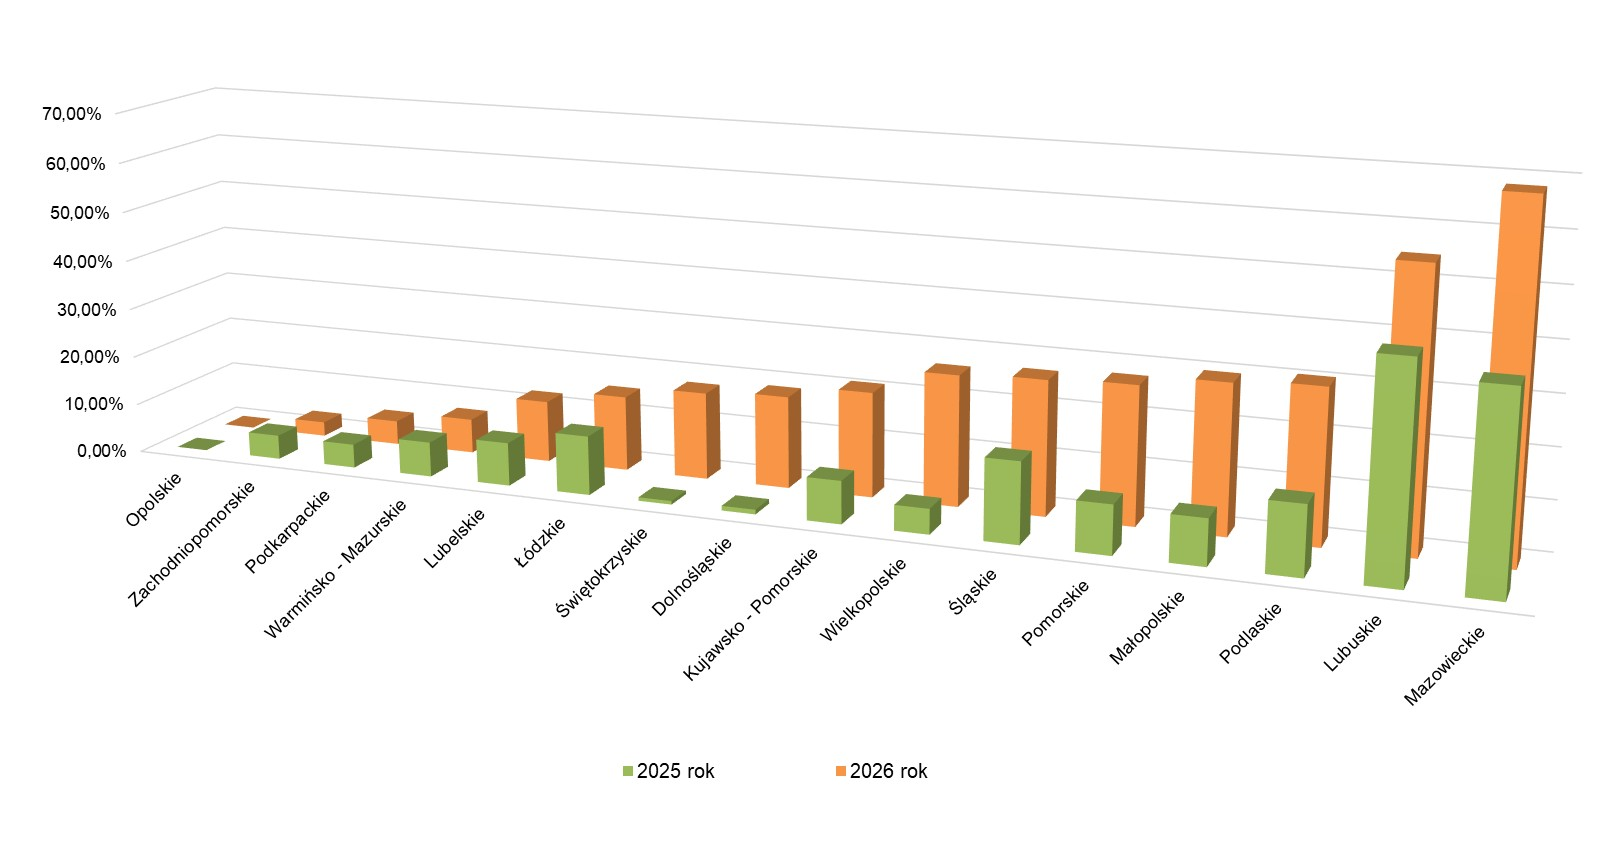 70,00%
60,00%
50,00%
40,00%
30,00%
20,00%
10,00%
0,00%
Opolskie
Zachodniopomorskie
Podkarpackie
Warmińsko - Mazurskie
Lubelskie
Łódzkie
Świętokrzyskie
Dolnośląskie
Kujawsko - Pomorskie
Wielkopolskie
Śląskie
Pomorskie
Małopolskie
Podlaskie
Lubuskie
Mazowieckie
2025 rok
2026 rok